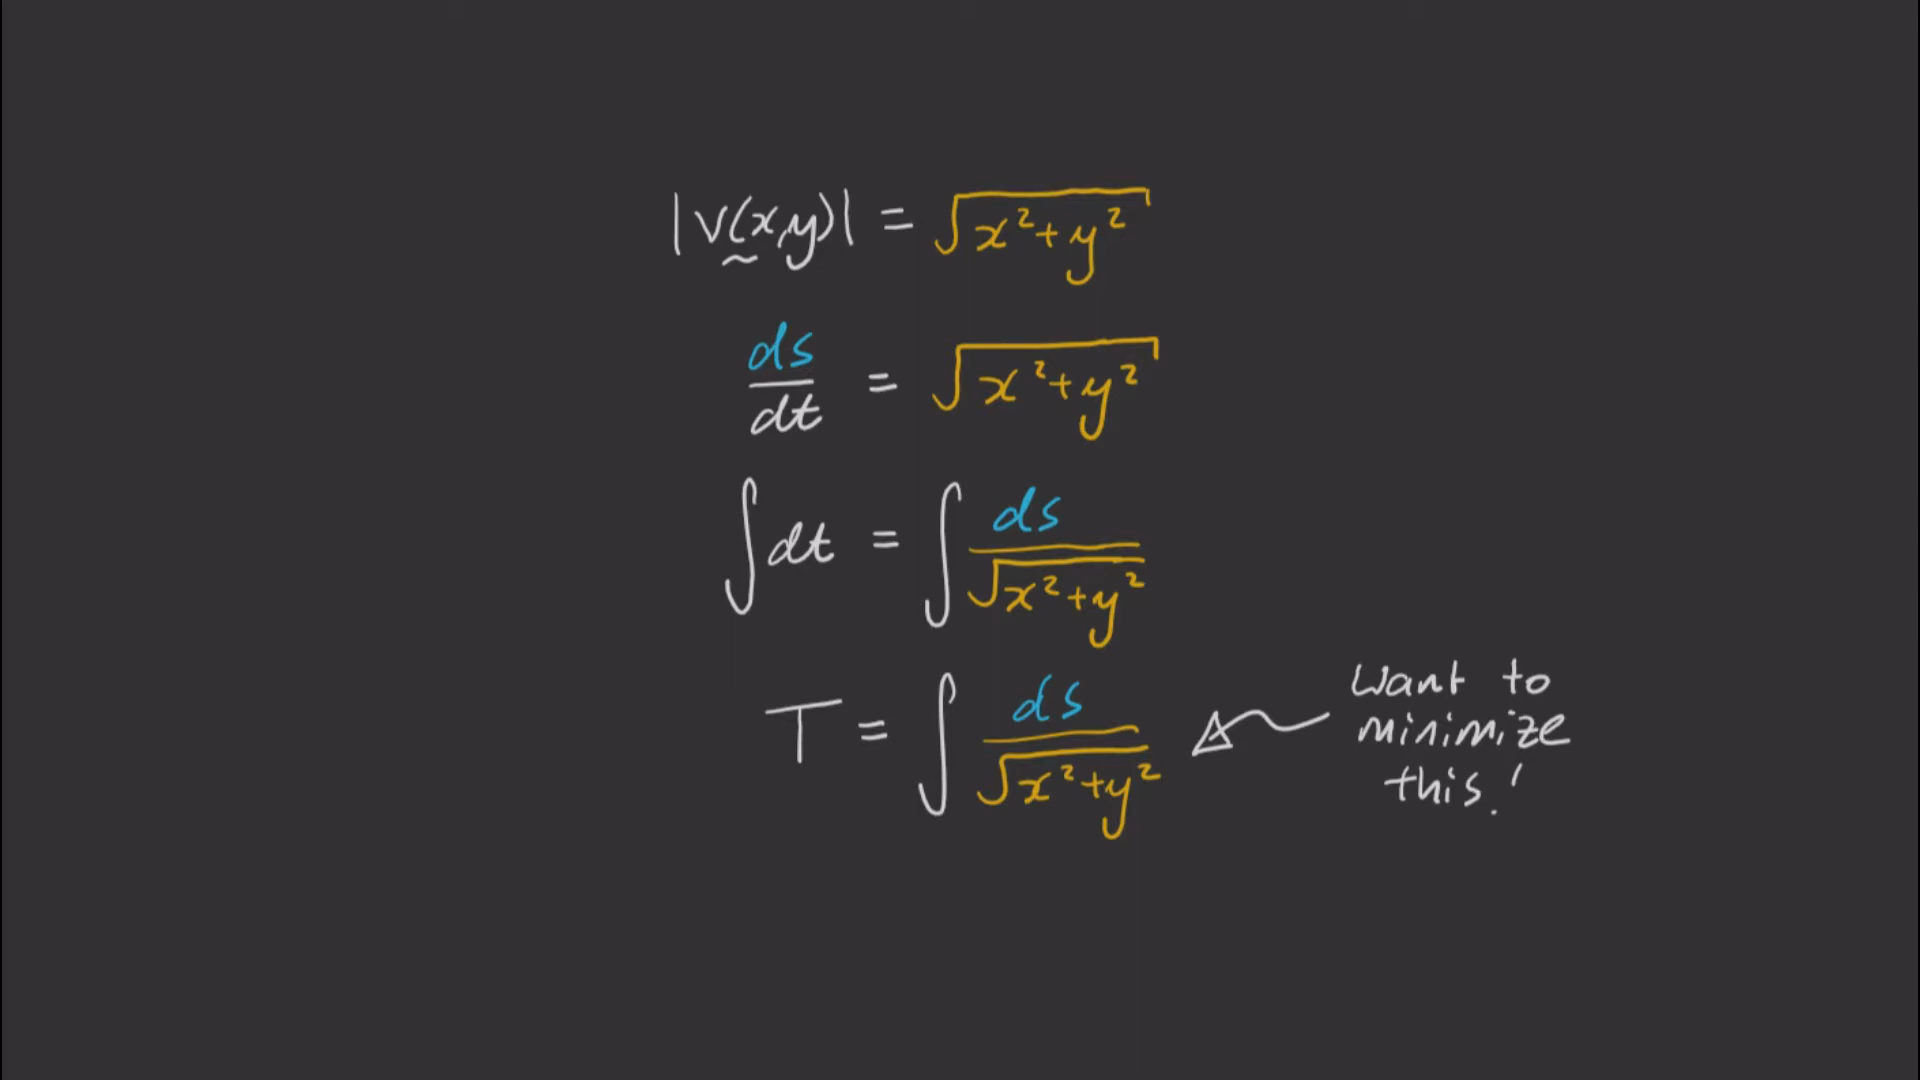 |v(x,y)| = √x²+y²
ds/dt = √x²+y²
∫dt = ∫ ds/√x²+y²
T = ∫ ds/√x²+y²
want to
minimize
this!